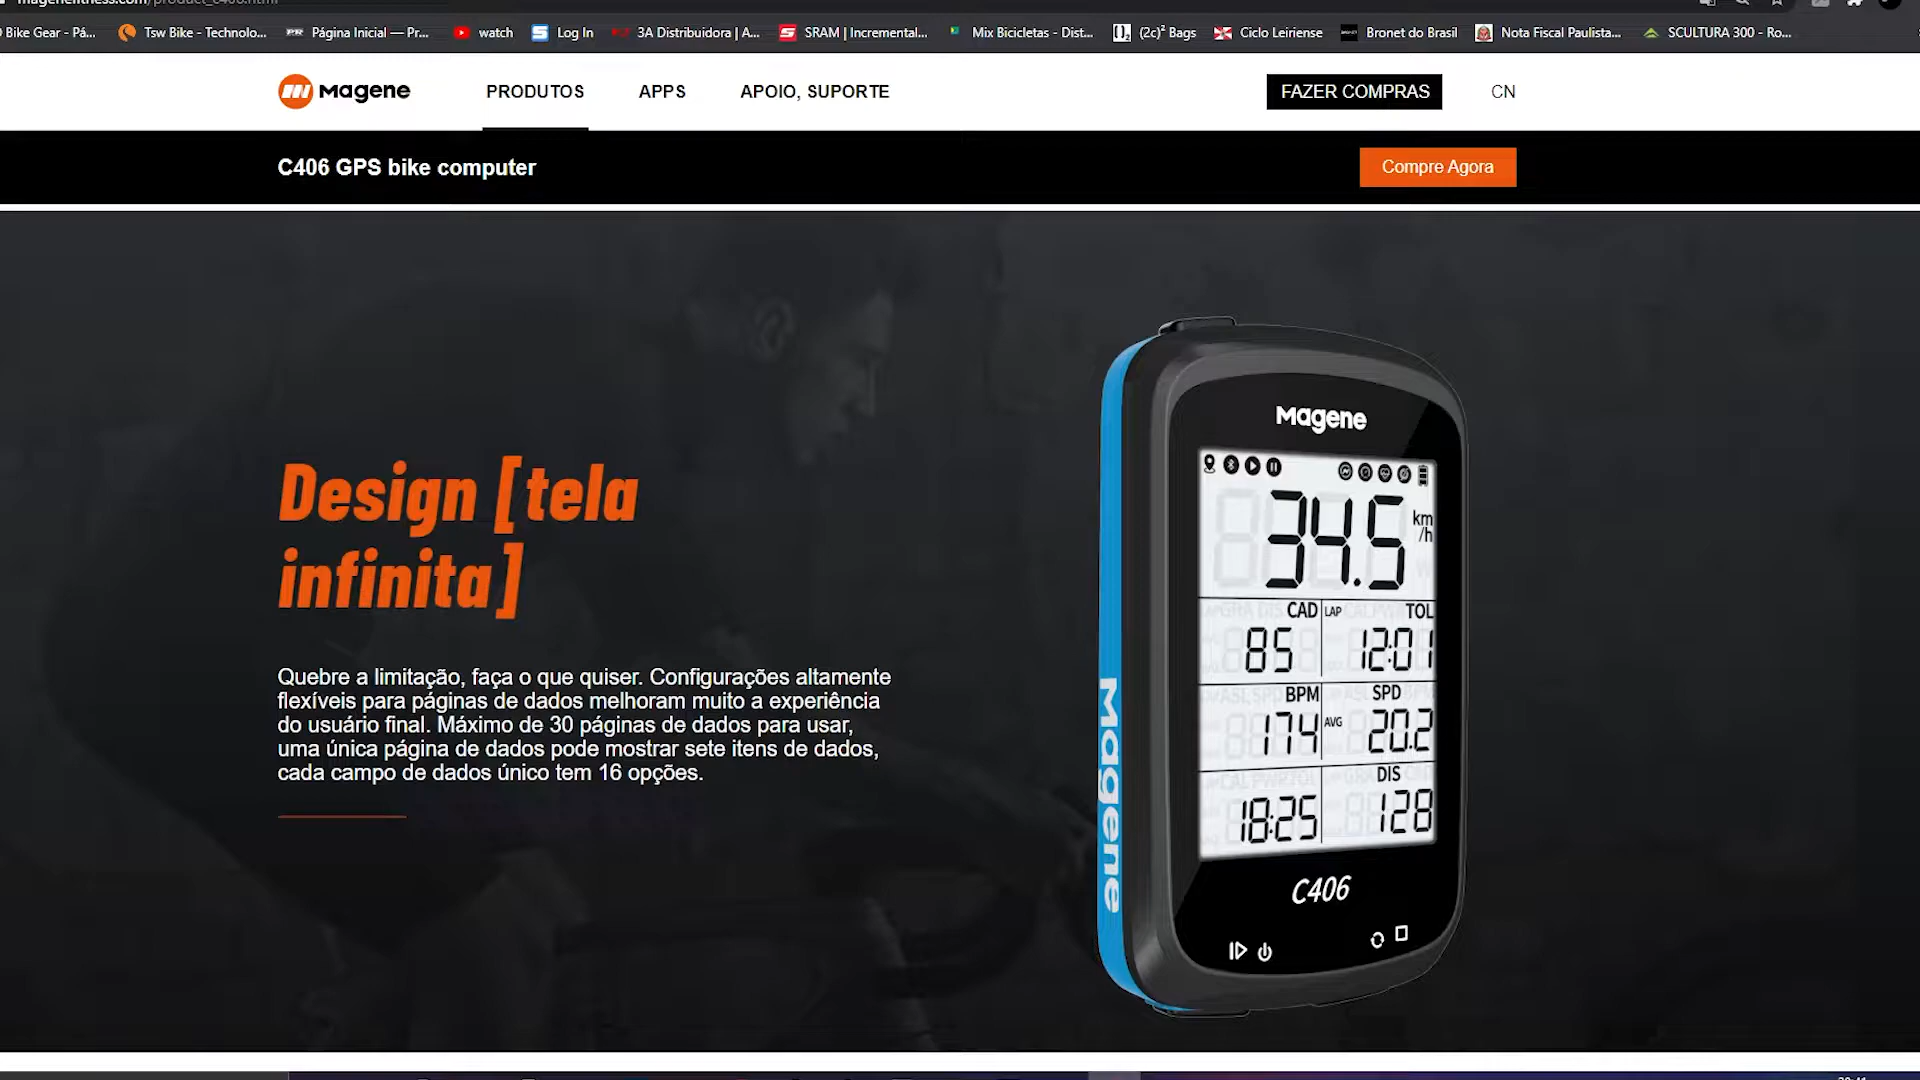 Bike Gear - Pá...
Tsw Bike - Technolo...
Página Inicial — Pr...
watch
Log In
3A Distribuidora | A...
SRAM | Incremental...
Mix Bicicletas - Dist...
(2c)² Bags
Ciclo Leiriense
Bronet do Brasil
Nota Fiscal Paulista...
SCULTURA 300 - Ro...
Magene
PRODUTOS
APPS
APOIO, SUPORTE
FAZER COMPRAS
CN
C406 GPS bike computer
Compre Agora
Design [tela
infinita]
Quebre a limitação, faça o que quiser. Configurações altamente
flexíveis para páginas de dados melhoram muito a experiência
do usuário final. Máximo de 30 páginas de dados para usar,
uma única página de dados pode mostrar sete itens de dados,
cada campo de dados único tem 16 opções.
Magene
34.5 km/h
CAD LAP TOL
85 12:01
BPM SPD
174 AVG 20.2
DIS
18:25 128
C406
Magene